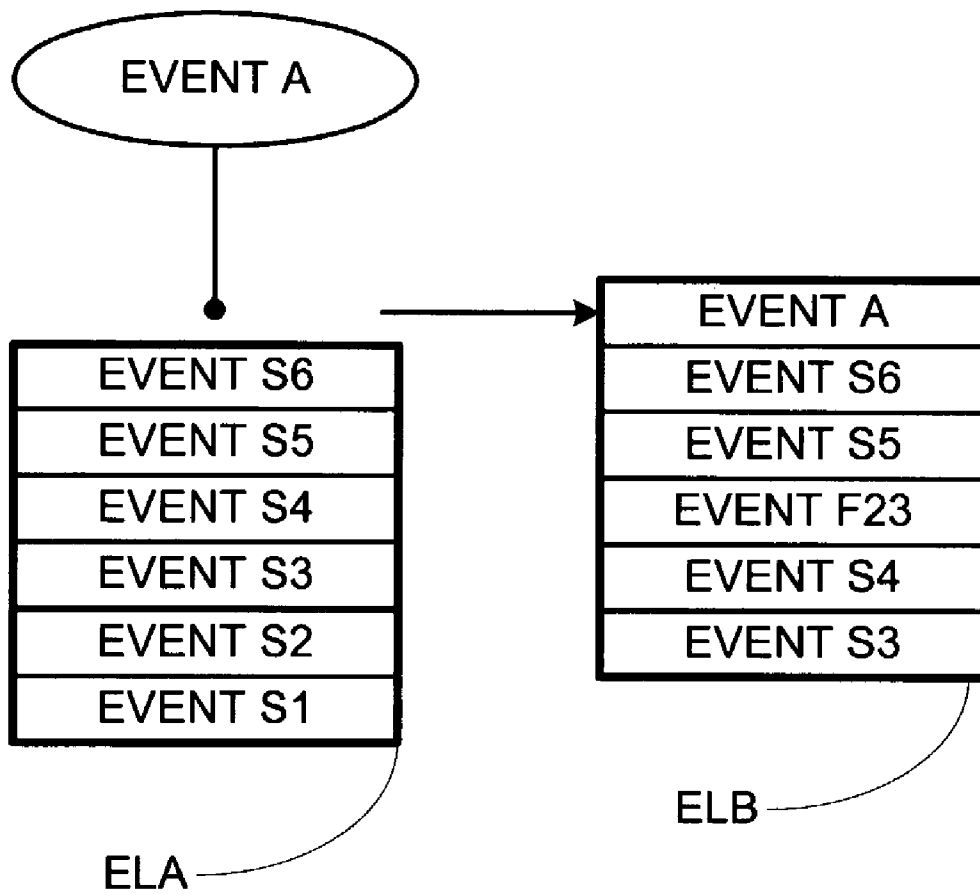 EVENT A
EVENT S6
EVENT S5
EVENT S4
EVENT S3
EVENT S2
EVENT S1
ELA
EVENT A
EVENT S6
EVENT S5
EVENT F23
EVENT S4
EVENT S3
ELB